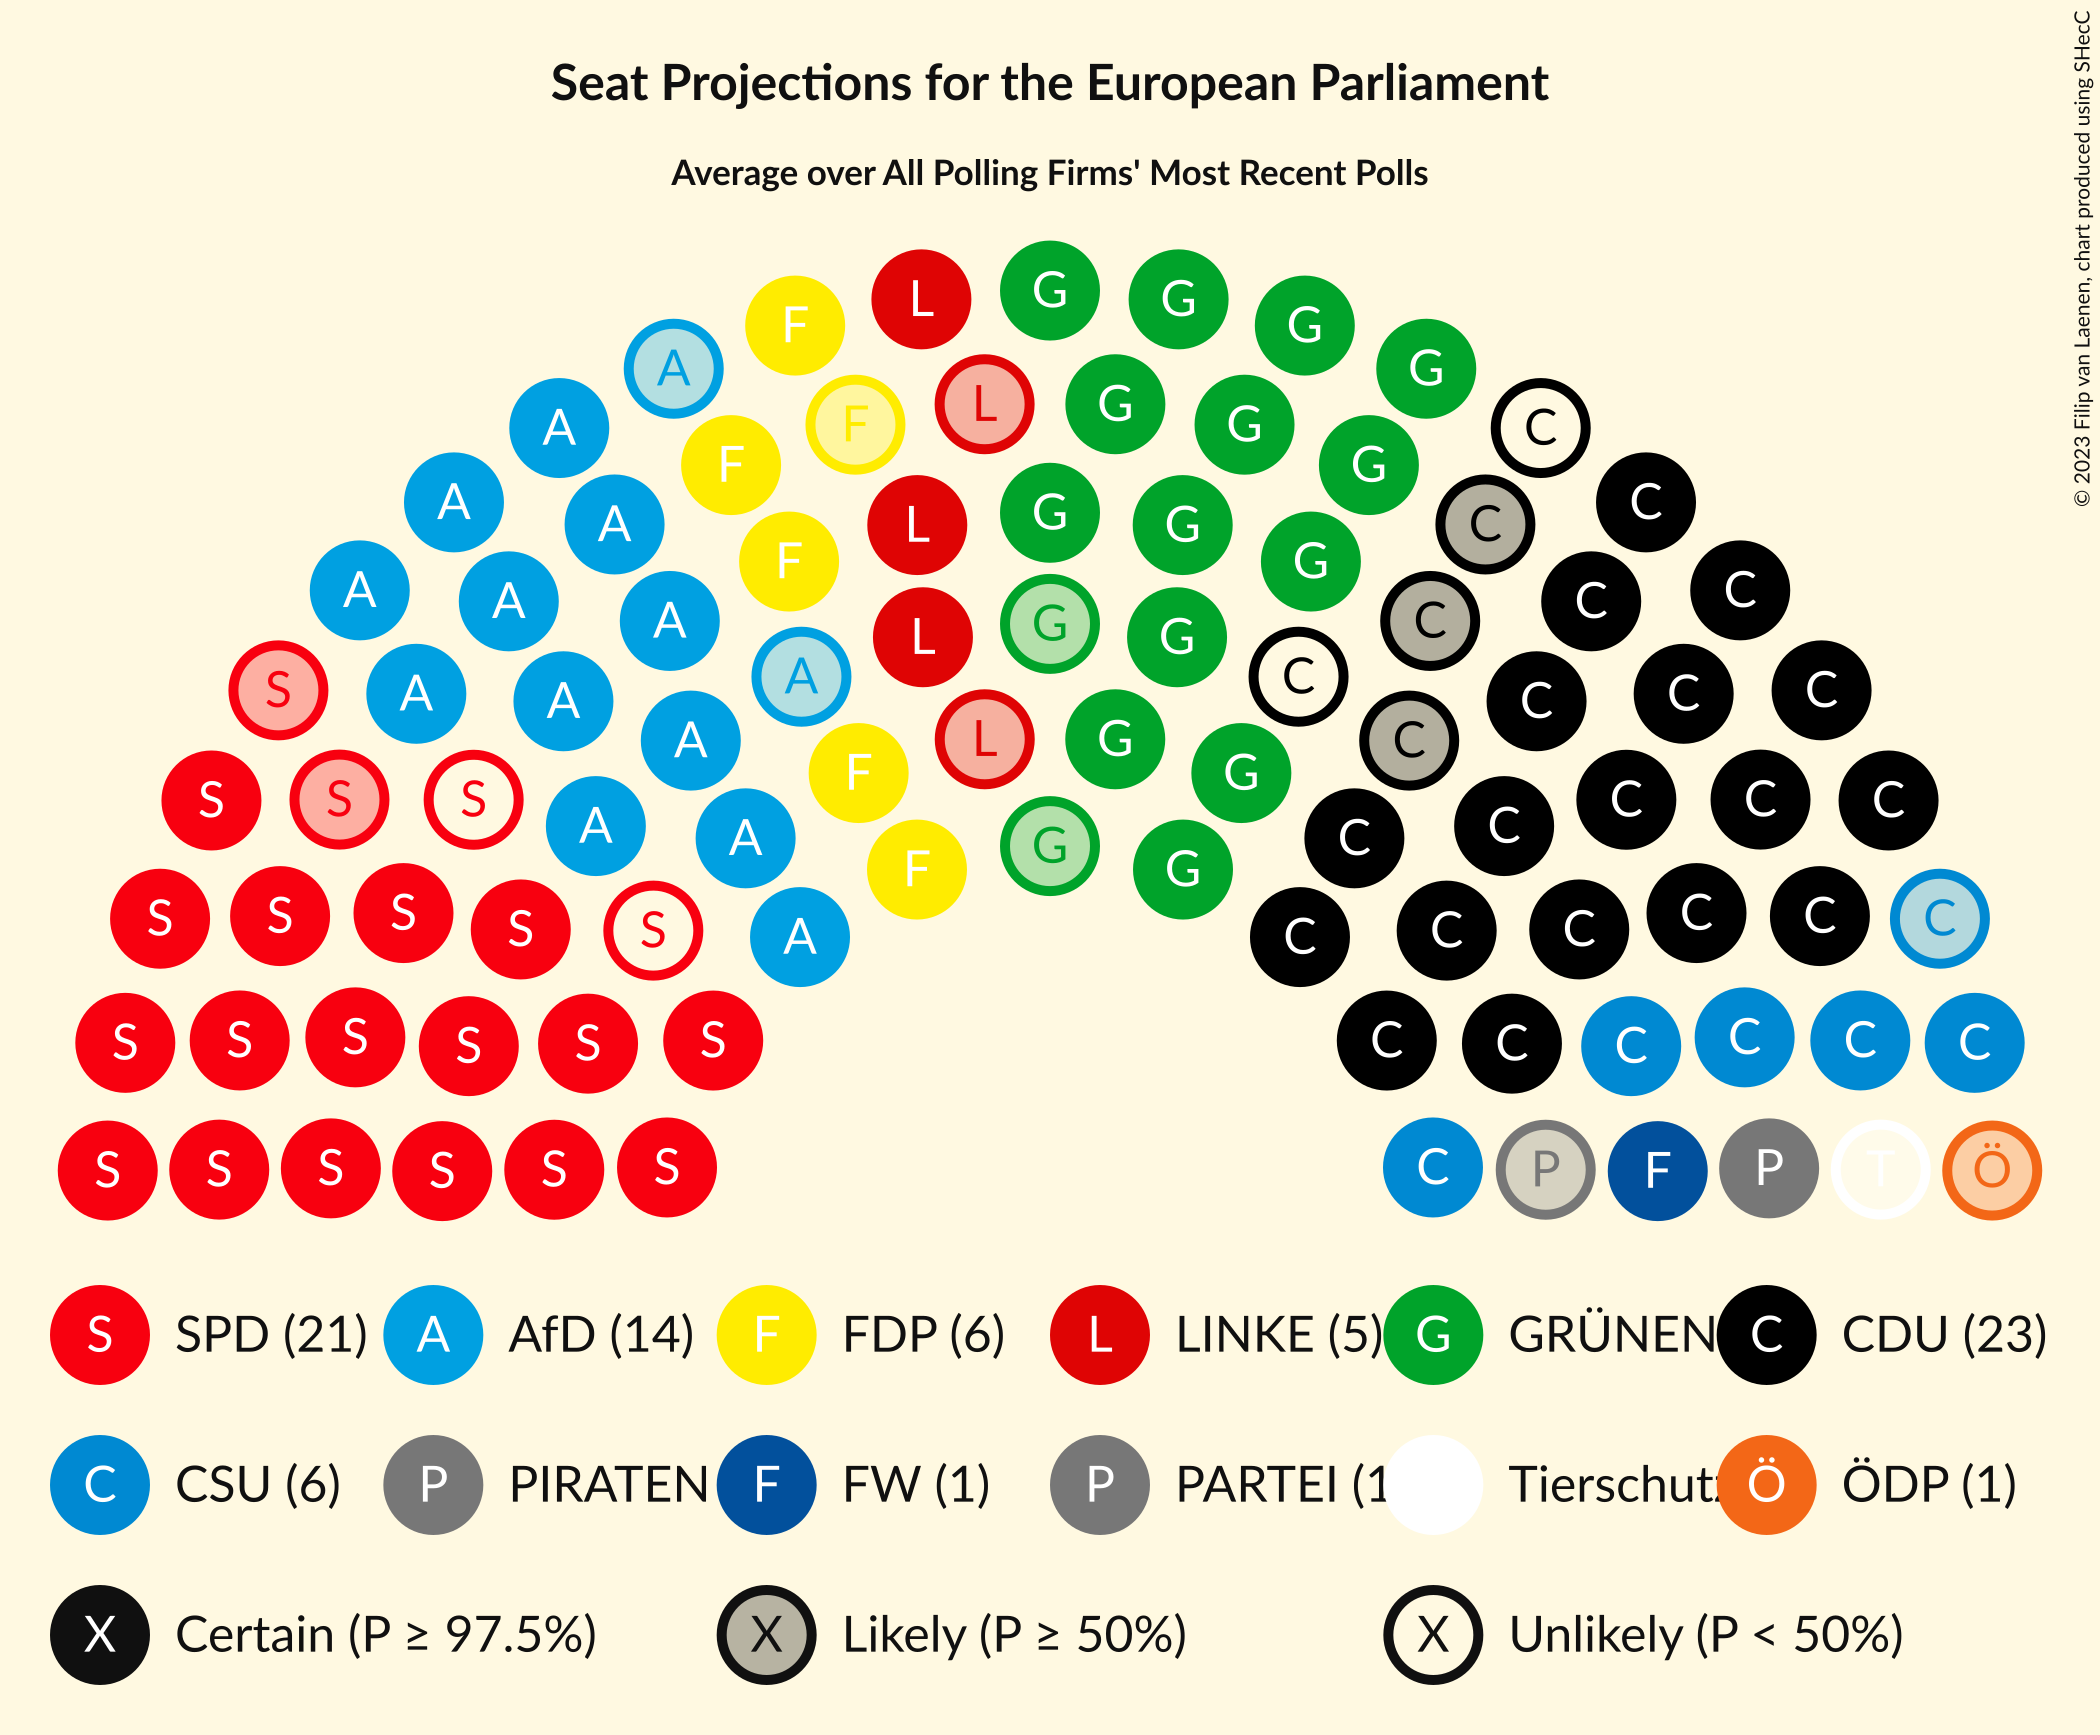 Seat Projections for the European Parliament
Average over All Polling Firms' Most Recent Polls
© 2023 Filip van Laenen, chart produced using SHecC
L G G G
F G
A F L G G C
A F G C
A A F L G G G C C
A A A L G G C C C
S A A A A L G C C C C C
S S S A A F G C C C C C
S S S S S A F G G C C C C C C
S S S S S S C C C C C C
S S S S S S C P F P T Ö
S SPD (21) A AfD (14) F FDP (6) L LINKE (5) G GRÜNEN C CDU (23)
C CSU (6) P PIRATEN F FW (1) P PARTEI (1 Tierschutz Ö ÖDP (1)
X Certain (P ≥ 97.5%) X Likely (P ≥ 50%) X Unlikely (P < 50%)